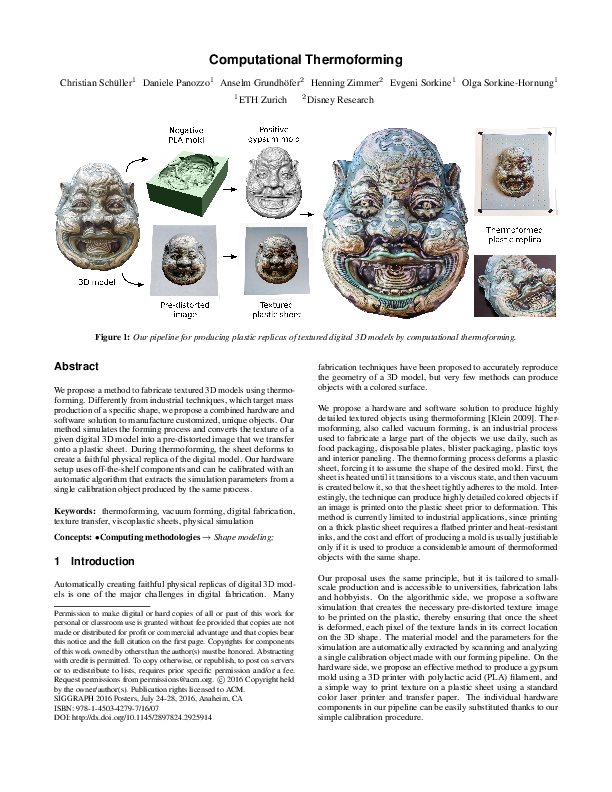 Computational Thermoforming
Christian Schüller¹ Daniele Panozzo¹ Anselm Grundhöfer² Henning Zimmer² Evgeni Sorkine¹ Olga Sorkine-Hornung¹
¹ETH Zurich ²Disney Research
Negative
PLA mold
Positive
gypsum mold
3D model
Pre-distorted
image
Textured
plastic sheet
Thermoformed
plastic replica
Figure 1: Our pipeline for producing plastic replicas of textured digital 3D models by computational thermoforming.
Abstract
We propose a method to fabricate textured 3D models using thermo-
forming. Differently from industrial techniques, which target mass
production of a specific shape, we propose a combined hardware and
software solution to manufacture customized, unique objects. Our
method simulates the forming process and converts the texture of a
given digital 3D model into a pre-distorted image that we transfer
onto a plastic sheet. During thermoforming, the sheet deforms to
create a faithful physical replica of the digital model. Our hardware
setup uses off-the-shelf components and can be calibrated with an
automatic algorithm that extracts the simulation parameters from a
single calibration object produced by the same process.
Keywords: thermoforming, vacuum forming, digital fabrication,
texture transfer, viscoplastic sheets, physical simulation
Concepts: •Computing methodologies → Shape modeling;
1 Introduction
Automatically creating faithful physical replicas of digital 3D mod-
els is one of the major challenges in digital fabrication. Many
Permission to make digital or hard copies of all or part of this work for
personal or classroom use is granted without fee provided that copies are not
made or distributed for profit or commercial advantage and that copies bear
this notice and the full citation on the first page. Copyrights for components
of this work owned by others than the author(s) must be honored. Abstracting
with credit is permitted. To copy otherwise, or republish, to post on servers
or to redistribute to lists, requires prior specific permission and/or a fee.
Request permissions from permissions@acm.org. © 2016 Copyright held
by the owner/author(s). Publication rights licensed to ACM.
SIGGRAPH 2016 Posters, July 24-28, 2016, Anaheim, CA
ISBN: 978-1-4503-4279-7/16/07
DOI: http://dx.doi.org/10.1145/2897824.2925914
fabrication techniques have been proposed to accurately reproduce
the geometry of a 3D model, but very few methods can produce
objects with a colored surface.
We propose a hardware and software solution to produce highly
detailed textured objects using thermoforming [Klein 2009]. Ther-
moforming, also called vacuum forming, is an industrial process
used to fabricate a large part of the objects we use daily, such as
food packaging, disposable plates, blister packaging, plastic toys
and interior paneling. The thermoforming process deforms a plastic
sheet, forcing it to assume the shape of the desired mold. First, the
sheet is heated until it transitions to a viscous state, and then vacuum
is created below it, so that the sheet tightly adheres to the mold. Inter-
estingly, the technique can produce highly detailed colored objects if
an image is printed onto the plastic sheet prior to deformation. This
method is currently limited to industrial applications, since printing
on a thick plastic sheet requires a flatbed printer and heat-resistant
inks, and the cost and effort of producing a mold is usually justifiable
only if it is used to produce a considerable amount of thermoformed
objects with the same shape.
Our proposal uses the same principle, but it is tailored to small-
scale production and is accessible to universities, fabrication labs
and hobbyists. On the algorithmic side, we propose a software
simulation that creates the necessary pre-distorted texture image
to be printed on the plastic, thereby ensuring that once the sheet
is deformed, each pixel of the texture lands in its correct location
on the 3D shape. The material model and the parameters for the
simulation are automatically extracted by scanning and analyzing
a single calibration object made with our forming pipeline. On the
hardware side, we propose an effective method to produce a gypsum
mold using a 3D printer with polylactic acid (PLA) filament, and
a simple way to print texture on a plastic sheet using a standard
color laser printer and transfer paper. The individual hardware
components in our pipeline can be easily substituted thanks to our
simple calibration procedure.